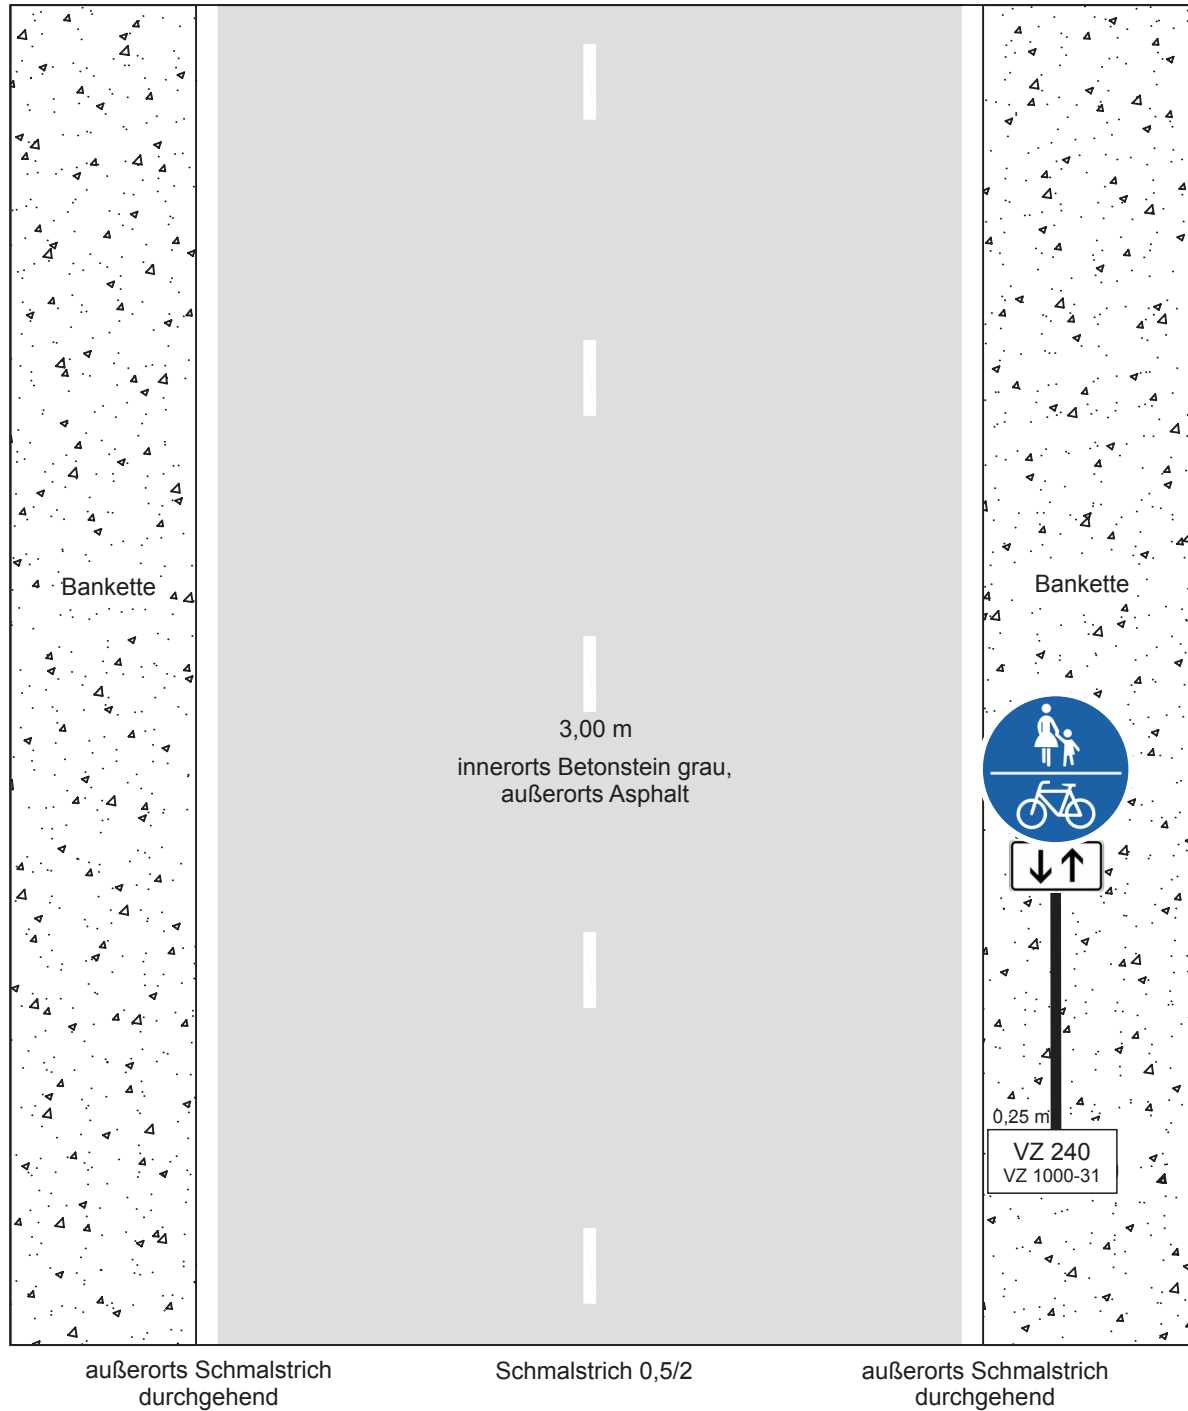 Bankette
Bankette
3,00 m
innerorts Betonstein grau,
außerorts Asphalt
0,25 m
VZ 240
VZ 1000-31
außerorts Schmalstrich
durchgehend
Schmalstrich 0,5/2
außerorts Schmalstrich
durchgehend